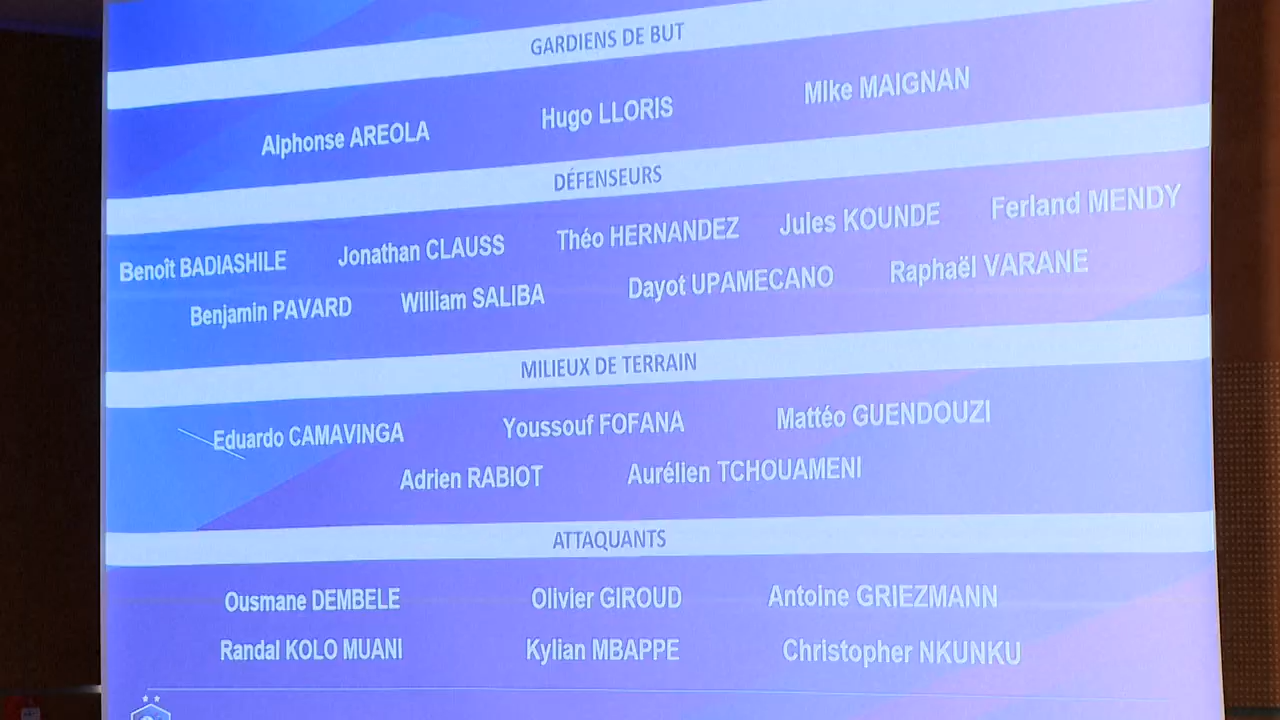 GARDIENS DE BUT
Alphonse AREOLA Hugo LLORIS MIke MAIGNAN
DÉFENSEURS
Benoît BADIASHILE Jonathan CLAUSS Théo HERNANDEZ Jules KOUNDE Ferland MENDY
Benjamin PAVARD William SALIBA Dayot UPAMECANO Raphaël VARANE
MILIEUX DE TERRAIN
Eduardo CAMAVINGA Youssouf FOFANA Mattéo GUENDOUZI
Adrien RABIOT Aurélien TCHOUAMENI
ATTAQUANTS
Ousmane DEMBELE Olivier GIROUD Antoine GRIEZMANN
Randal KOLO MUANI Kylian MBAPPE Christopher NKUNKU